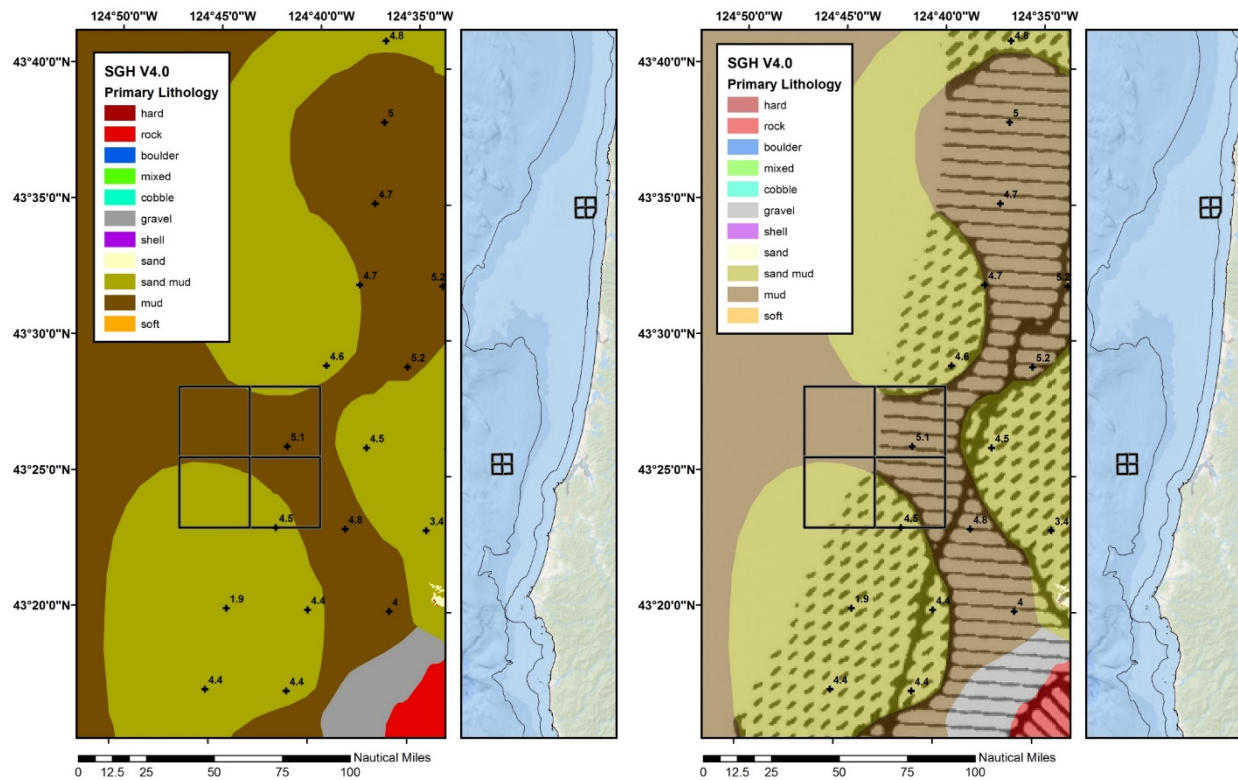 124°50'0"W 124°45'0"W 124°40'0"W 124°35'0"W
43°40'0"N
43°35'0"N
43°30'0"N
43°25'0"N
43°20'0"N
SGH V4.0
Primary Lithology
hard
rock
boulder
mixed
cobble
gravel
shell
sand
sand mud
mud
soft
4.8
5
4.7
4.7
5.2
4.6
5.2
5.1
4.5
4.5
4.8
3.4
1.9
4.4
4
4.4
4.4
Nautical Miles
0 12.5 25 50 75 100
124°50'0"W 124°45'0"W 124°40'0"W 124°35'0"W
43°40'0"N
43°35'0"N
43°30'0"N
43°25'0"N
43°20'0"N
SGH V4.0
Primary Lithology
hard
rock
boulder
mixed
cobble
gravel
shell
sand
sand mud
mud
soft
4.8
5
4.7
4.7
5.2
4.6
5.2
5.1
4.5
4.5
4.8
3.4
1.9
4.4
4
4.4
4.4
Nautical Miles
0 12.5 25 50 75 100